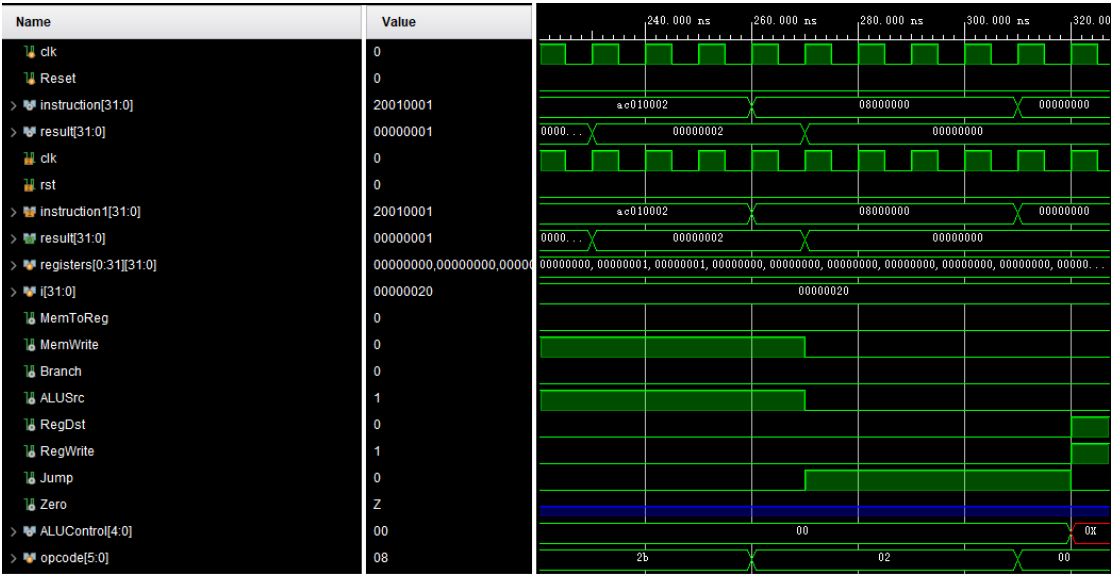 Name Value 240.000 ns 260.000 ns 280.000 ns 300.000 ns 320.00
clk 0
Reset 0
instruction[31:0] 20010001 ac010002 08000000 00000000
result[31:0] 00000001 0000... 00000002 00000000
clk 0
rst 0
instruction1[31:0] 20010001 ac010002 08000000 00000000
result[31:0] 00000001 0000... 00000002 00000000
registers[0:31][31:0] 00000000,00000000,00000 00000000, 00000001, 00000001, 00000000, 00000000, 00000000, 00000000, 00000000, 00000000, 00000...
i[31:0] 00000020 00000020
MemToReg 0
MemWrite 0
Branch 0
ALUSrc 1
RegDst 0
RegWrite 1
Jump 0
Zero Z
ALUControl[4:0] 00 00 0X
opcode[5:0] 08 2b 02 00